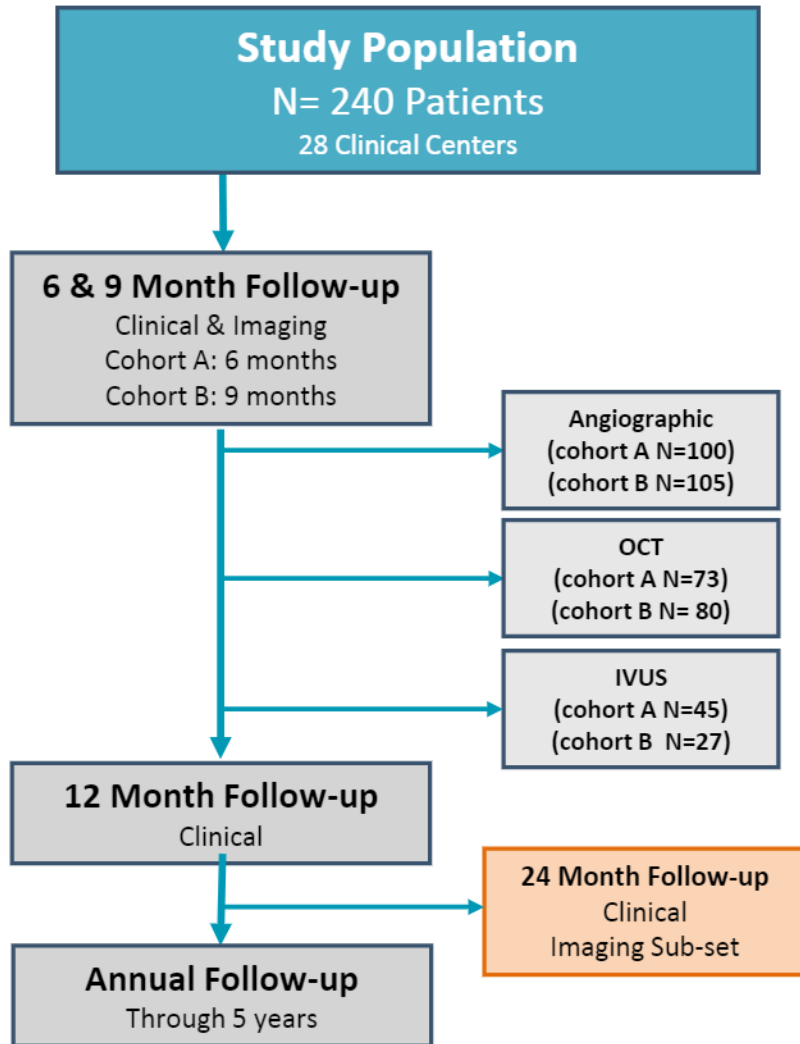 Study Population
N= 240 Patients
28 Clinical Centers
6 & 9 Month Follow-up
Clinical & Imaging
Cohort A: 6 months
Cohort B: 9 months
Angiographic
(cohort A N=100)
(cohort B N=105)
OCT
(cohort A N=73)
(cohort B N= 80)
IVUS
(cohort A N=45)
(cohort B N=27)
12 Month Follow-up
Clinical
24 Month Follow-up
Clinical
Imaging Sub-set
Annual Follow-up
Through 5 years